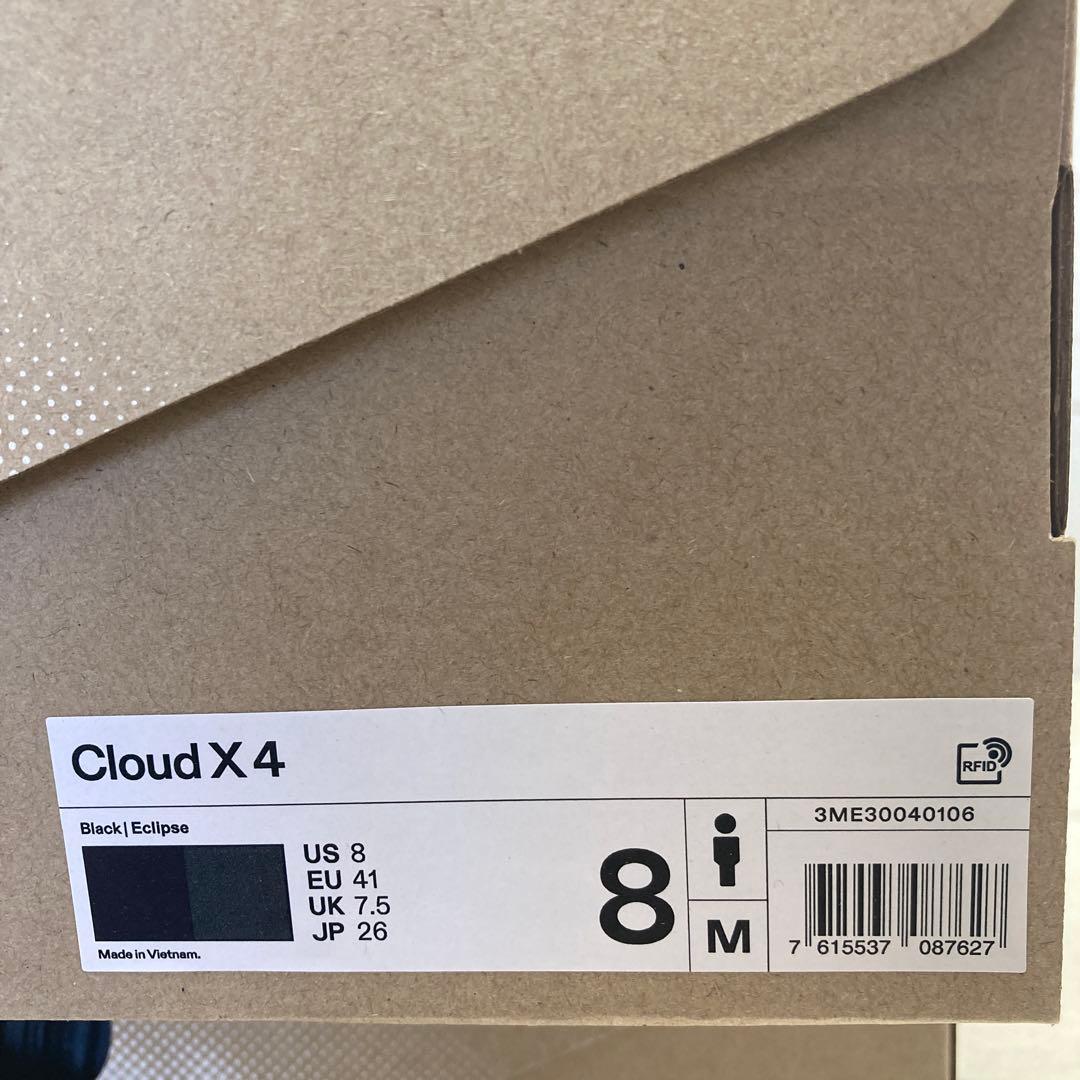 Cloud X 4
RFID
Black | Eclipse
3ME30040106
US 8
EU 41
UK 7.5
JP 26
8
M
Made in Vietnam.
7 615537 087627